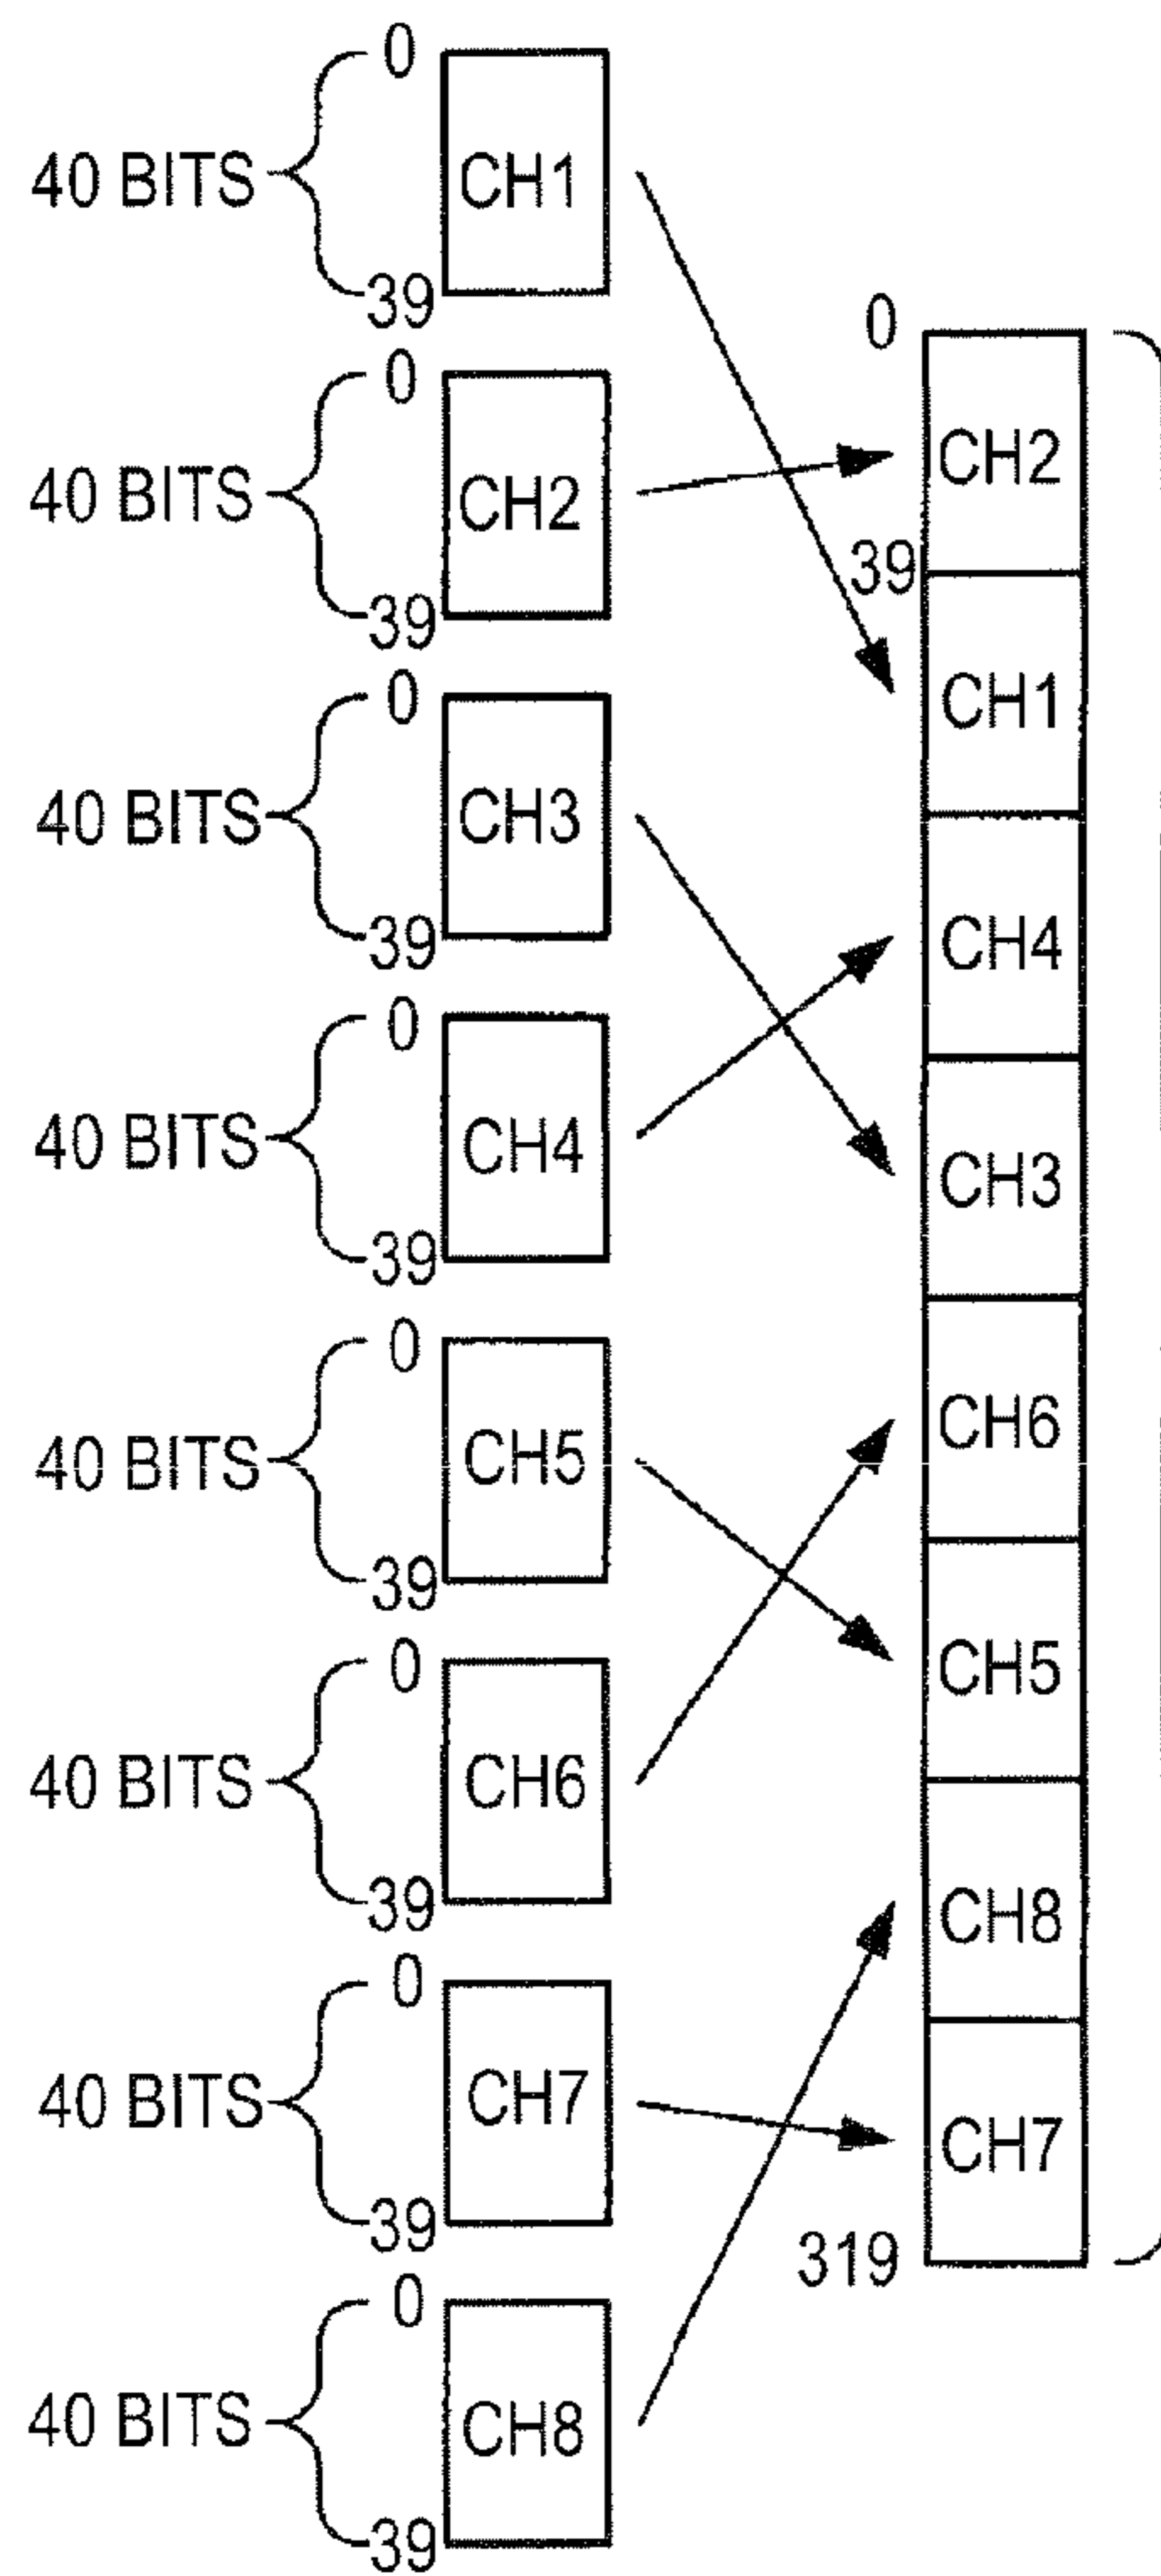 0
40 BITS CH1
39
0
40 BITS CH2
39
0
40 BITS CH3
39
0
40 BITS CH4
39
0
40 BITS CH5
39
0
40 BITS CH6
39
0
40 BITS CH7
39
0
40 BITS CH8
39
0
CH2
39
CH1
CH4
CH3
CH6
CH5
CH8
CH7
319